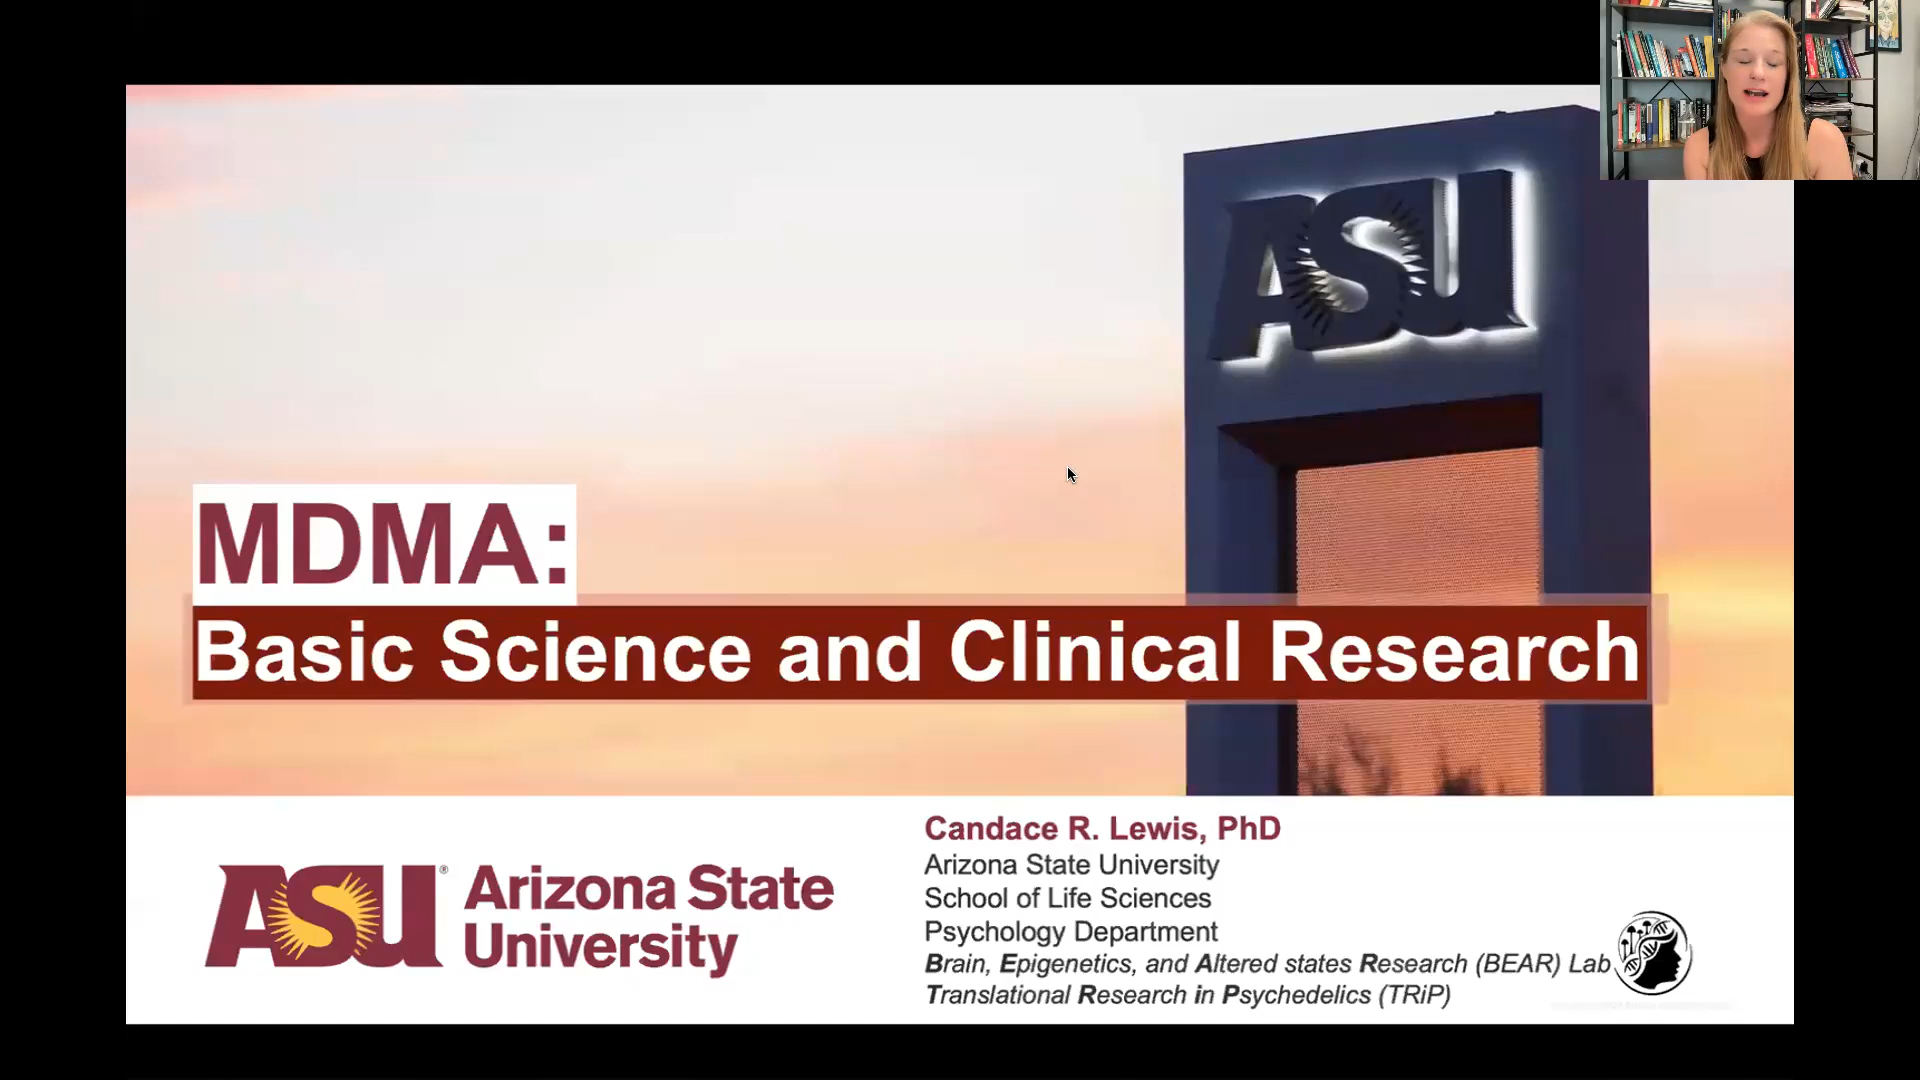 ASU
MDMA:
Basic Science and Clinical Research
ASU® Arizona State
University
Candace R. Lewis, PhD
Arizona State University
School of Life Sciences
Psychology Department
Brain, Epigenetics, and Altered states Research (BEAR) Lab
Translational Research in Psychedelics (TRiP)